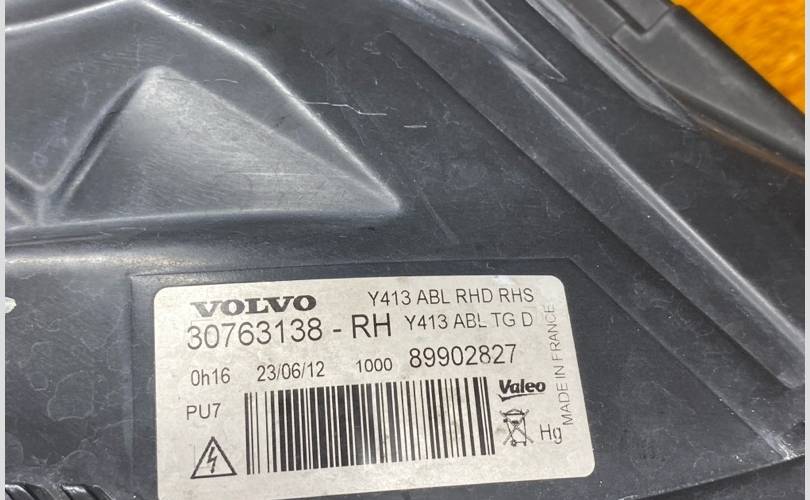 VOLVO Y413 ABL RHD RHS
30763138 - RH Y413 ABL TG D
0h16 23/06/12 1000 89902827
PU7
Valeo
Hg
MADE IN FRANCE